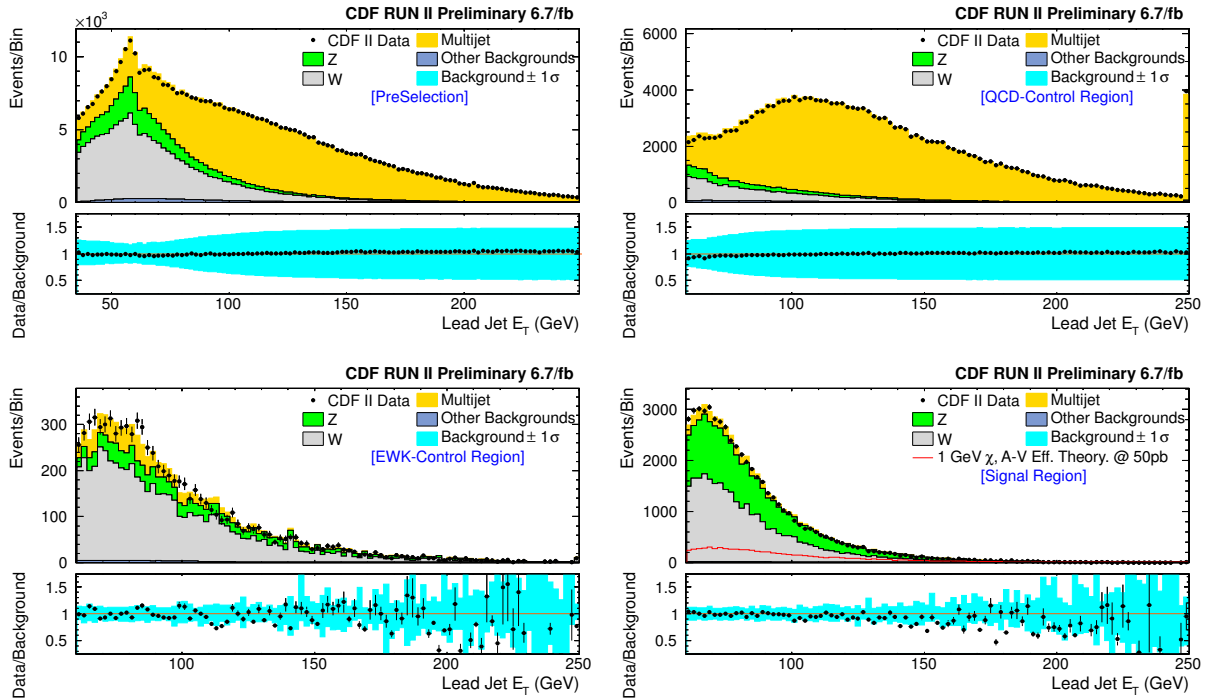 CDF RUN II Preliminary 6.7/fb
×10³
Events/Bin
10
5
0
CDF II Data
Z
W
Multijet
Other Backgrounds
Background ± 1σ
[PreSelection]
Data/Background
1.5
1
0.5
50 100 150 200
Lead Jet E_T (GeV)
CDF RUN II Preliminary 6.7/fb
Events/Bin
6000
4000
2000
0
CDF II Data
Z
W
Multijet
Other Backgrounds
Background ± 1σ
[QCD-Control Region]
Data/Background
1.5
1
0.5
100 150 200 250
Lead Jet E_T (GeV)
CDF RUN II Preliminary 6.7/fb
Events/Bin
300
200
100
0
CDF II Data
Z
W
Multijet
Other Backgrounds
Background ± 1σ
[EWK-Control Region]
Data/Background
1.5
1
0.5
100 150 200 250
Lead Jet E_T (GeV)
CDF RUN II Preliminary 6.7/fb
Events/Bin
3000
2000
1000
0
CDF II Data
Z
W
Multijet
Other Backgrounds
Background ± 1σ
1 GeV χ, A-V Eff. Theory. @ 50pb
[Signal Region]
Data/Background
1.5
1
0.5
100 150 200 250
Lead Jet E_T (GeV)